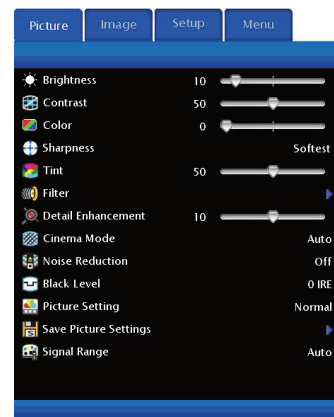 Picture Image Setup Menu
Brightness 10
Contrast 50
Color 0
Sharpness Softest
Tint 50
Filter
Detail Enhancement 10
Cinema Mode Auto
Noise Reduction Off
Black Level 0 IRE
Picture Setting Normal
Save Picture Settings
Signal Range Auto